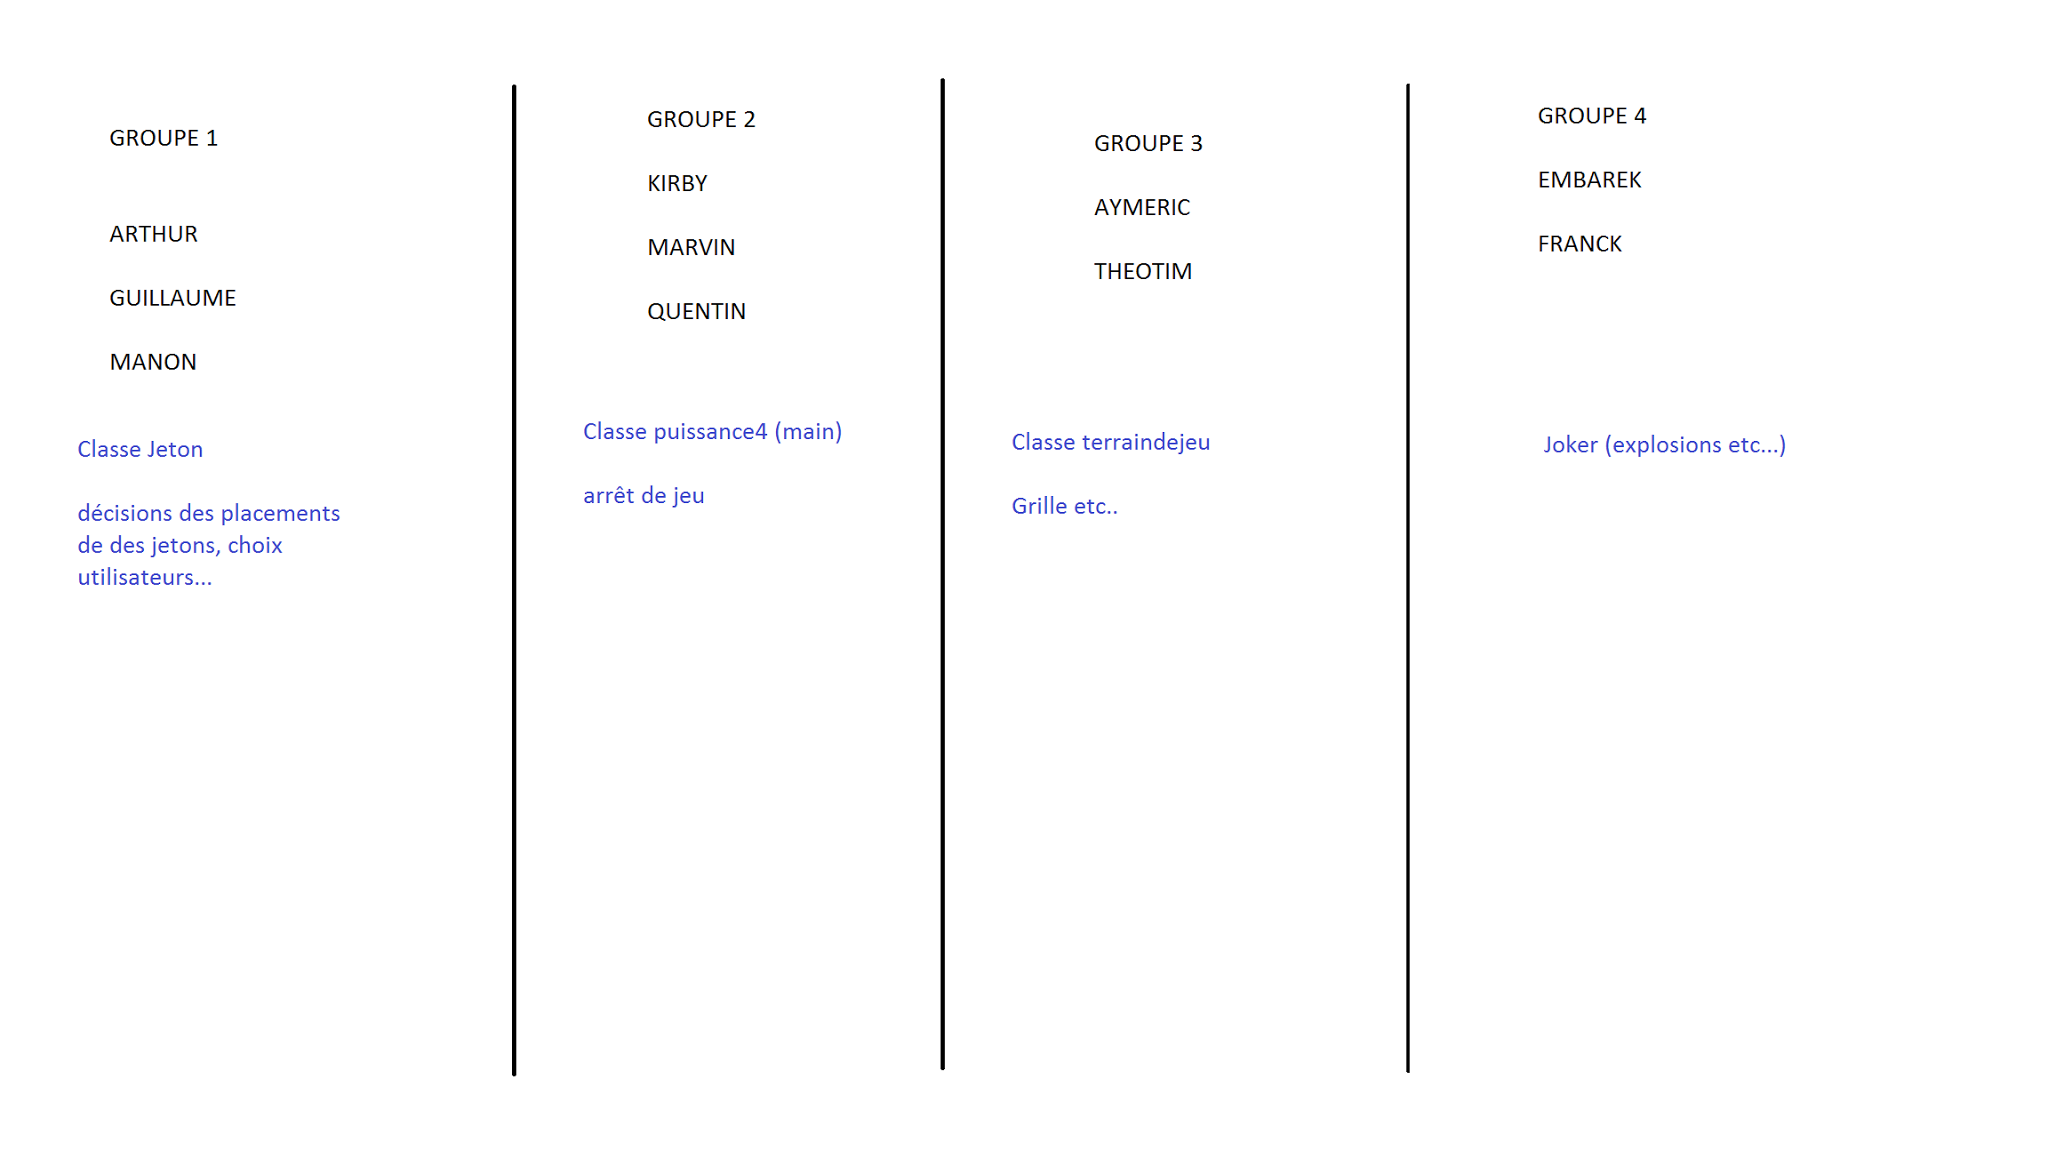 GROUPE 1
ARTHUR
GUILLAUME
MANON
Classe Jeton
décisions des placements
de des jetons, choix
utilisateurs...
GROUPE 2
KIRBY
MARVIN
QUENTIN
Classe puissance4 (main)
arrêt de jeu
GROUPE 3
AYMERIC
THEOTIM
Classe terraindejeu
Grille etc..
GROUPE 4
EMBAREK
FRANCK
Joker (explosions etc...)